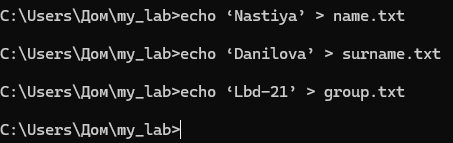 C:\Users\Дом\my_lab>echo ‘Nastiya’ > name.txt
C:\Users\Дом\my_lab>echo ‘Danilova’ > surname.txt
C:\Users\Дом\my_lab>echo ‘Lbd-21’ > group.txt
C:\Users\Дом\my_lab>